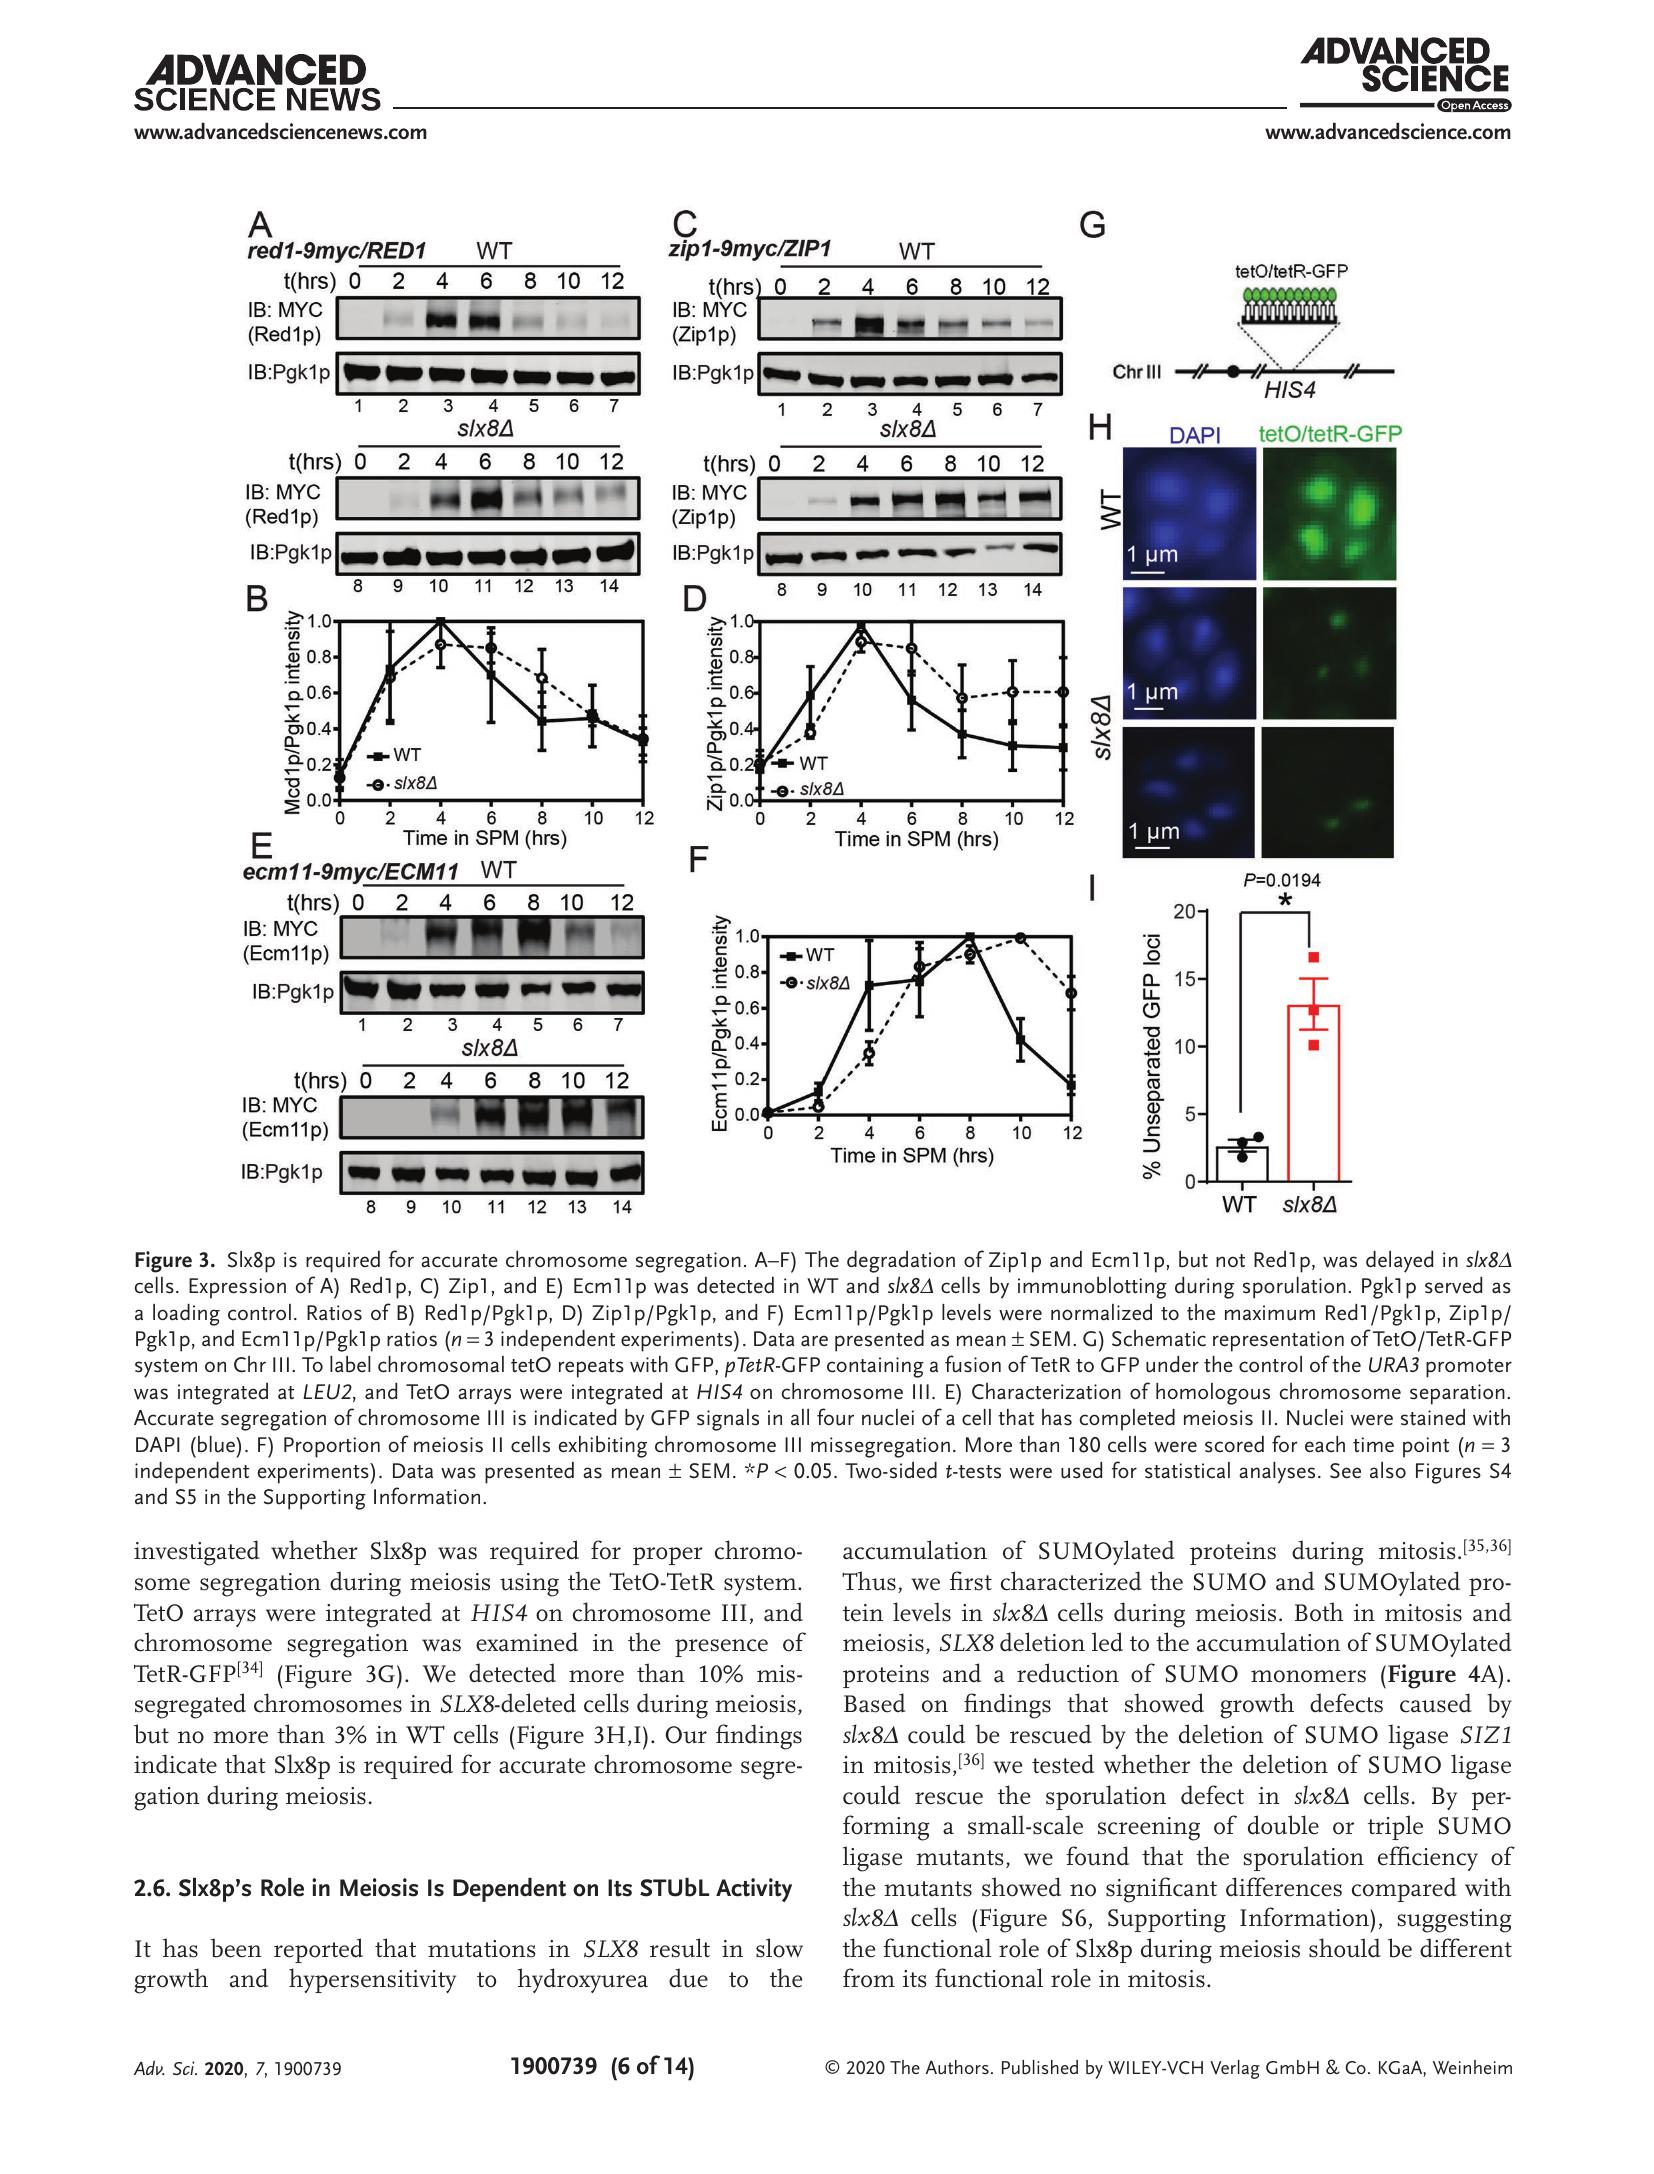 ADVANCED
SCIENCE NEWS
www.advancedsciencenews.com
ADVANCED
SCIENCE
Open Access
www.advancedscience.com
A
red1-9myc/RED1 WT
t(hrs) 0 2 4 6 8 10 12
IB: MYC
(Red1p)
IB:Pgk1p
1 2 3 4 5 6 7
slx8Δ
t(hrs) 0 2 4 6 8 10 12
IB: MYC
(Red1p)
IB:Pgk1p
8 9 10 11 12 13 14
B
Mcd1p/Pgk1p intensity
1.0
0.8
0.6
0.4
0.2
0.0
WT
slx8Δ
0 2 4 6 8 10 12
Time in SPM (hrs)
C
zip1-9myc/ZIP1 WT
t(hrs) 0 2 4 6 8 10 12
IB: MYC
(Zip1p)
IB:Pgk1p
1 2 3 4 5 6 7
slx8Δ
t(hrs) 0 2 4 6 8 10 12
IB: MYC
(Zip1p)
IB:Pgk1p
8 9 10 11 12 13 14
D
Zip1p/Pgk1p intensity
1.0
0.8
0.6
0.4
0.2
0.0
WT
slx8Δ
0 2 4 6 8 10 12
Time in SPM (hrs)
E
ecm11-9myc/ECM11 WT
t(hrs) 0 2 4 6 8 10 12
IB: MYC
(Ecm11p)
IB:Pgk1p
1 2 3 4 5 6 7
slx8Δ
t(hrs) 0 2 4 6 8 10 12
IB: MYC
(Ecm11p)
IB:Pgk1p
8 9 10 11 12 13 14
F
Ecm11p/Pgk1p intensity
1.0
0.8
0.6
0.4
0.2
0.0
WT
slx8Δ
0 2 4 6 8 10 12
Time in SPM (hrs)
G
tetO/tetR-GFP
Chr III
HIS4
H
DAPI tetO/tetR-GFP
WT
1 µm
slx8Δ
1 µm
1 µm
I
P=0.0194
*
% Unseparated GFP loci
20
15
10
5
0
WT slx8Δ
Figure 3. Slx8p is required for accurate chromosome segregation. A–F) The degradation of Zip1p and Ecm11p, but not Red1p, was delayed in slx8Δ
cells. Expression of A) Red1p, C) Zip1, and E) Ecm11p was detected in WT and slx8Δ cells by immunoblotting during sporulation. Pgk1p served as
a loading control. Ratios of B) Red1p/Pgk1p, D) Zip1p/Pgk1p, and F) Ecm11p/Pgk1p levels were normalized to the maximum Red1/Pgk1p, Zip1p/
Pgk1p, and Ecm11p/Pgk1p ratios (n = 3 independent experiments). Data are presented as mean ± SEM. G) Schematic representation of TetO/TetR-GFP
system on Chr III. To label chromosomal tetO repeats with GFP, pTetR-GFP containing a fusion of TetR to GFP under the control of the URA3 promoter
was integrated at LEU2, and TetO arrays were integrated at HIS4 on chromosome III. E) Characterization of homologous chromosome separation.
Accurate segregation of chromosome III is indicated by GFP signals in all four nuclei of a cell that has completed meiosis II. Nuclei were stained with
DAPI (blue). F) Proportion of meiosis II cells exhibiting chromosome III missegregation. More than 180 cells were scored for each time point (n = 3
independent experiments). Data was presented as mean ± SEM. *P < 0.05. Two-sided t-tests were used for statistical analyses. See also Figures S4
and S5 in the Supporting Information.
investigated whether Slx8p was required for proper chromo-
some segregation during meiosis using the TetO-TetR system.
TetO arrays were integrated at HIS4 on chromosome III, and
chromosome segregation was examined in the presence of
TetR-GFP[34] (Figure 3G). We detected more than 10% mis-
segregated chromosomes in SLX8-deleted cells during meiosis,
but no more than 3% in WT cells (Figure 3H,I). Our findings
indicate that Slx8p is required for accurate chromosome segre-
gation during meiosis.
2.6. Slx8p's Role in Meiosis Is Dependent on Its STUbL Activity
It has been reported that mutations in SLX8 result in slow
growth and hypersensitivity to hydroxyurea due to the
accumulation of SUMOylated proteins during mitosis.[35,36]
Thus, we first characterized the SUMO and SUMOylated pro-
tein levels in slx8Δ cells during meiosis. Both in mitosis and
meiosis, SLX8 deletion led to the accumulation of SUMOylated
proteins and a reduction of SUMO monomers (Figure 4A).
Based on findings that showed growth defects caused by
slx8Δ could be rescued by the deletion of SUMO ligase SIZ1
in mitosis,[36] we tested whether the deletion of SUMO ligase
could rescue the sporulation defect in slx8Δ cells. By per-
forming a small-scale screening of double or triple SUMO
ligase mutants, we found that the sporulation efficiency of
the mutants showed no significant differences compared with
slx8Δ cells (Figure S6, Supporting Information), suggesting
the functional role of Slx8p during meiosis should be different
from its functional role in mitosis.
Adv. Sci. 2020, 7, 1900739
1900739 (6 of 14)
© 2020 The Authors. Published by WILEY-VCH Verlag GmbH & Co. KGaA, Weinheim